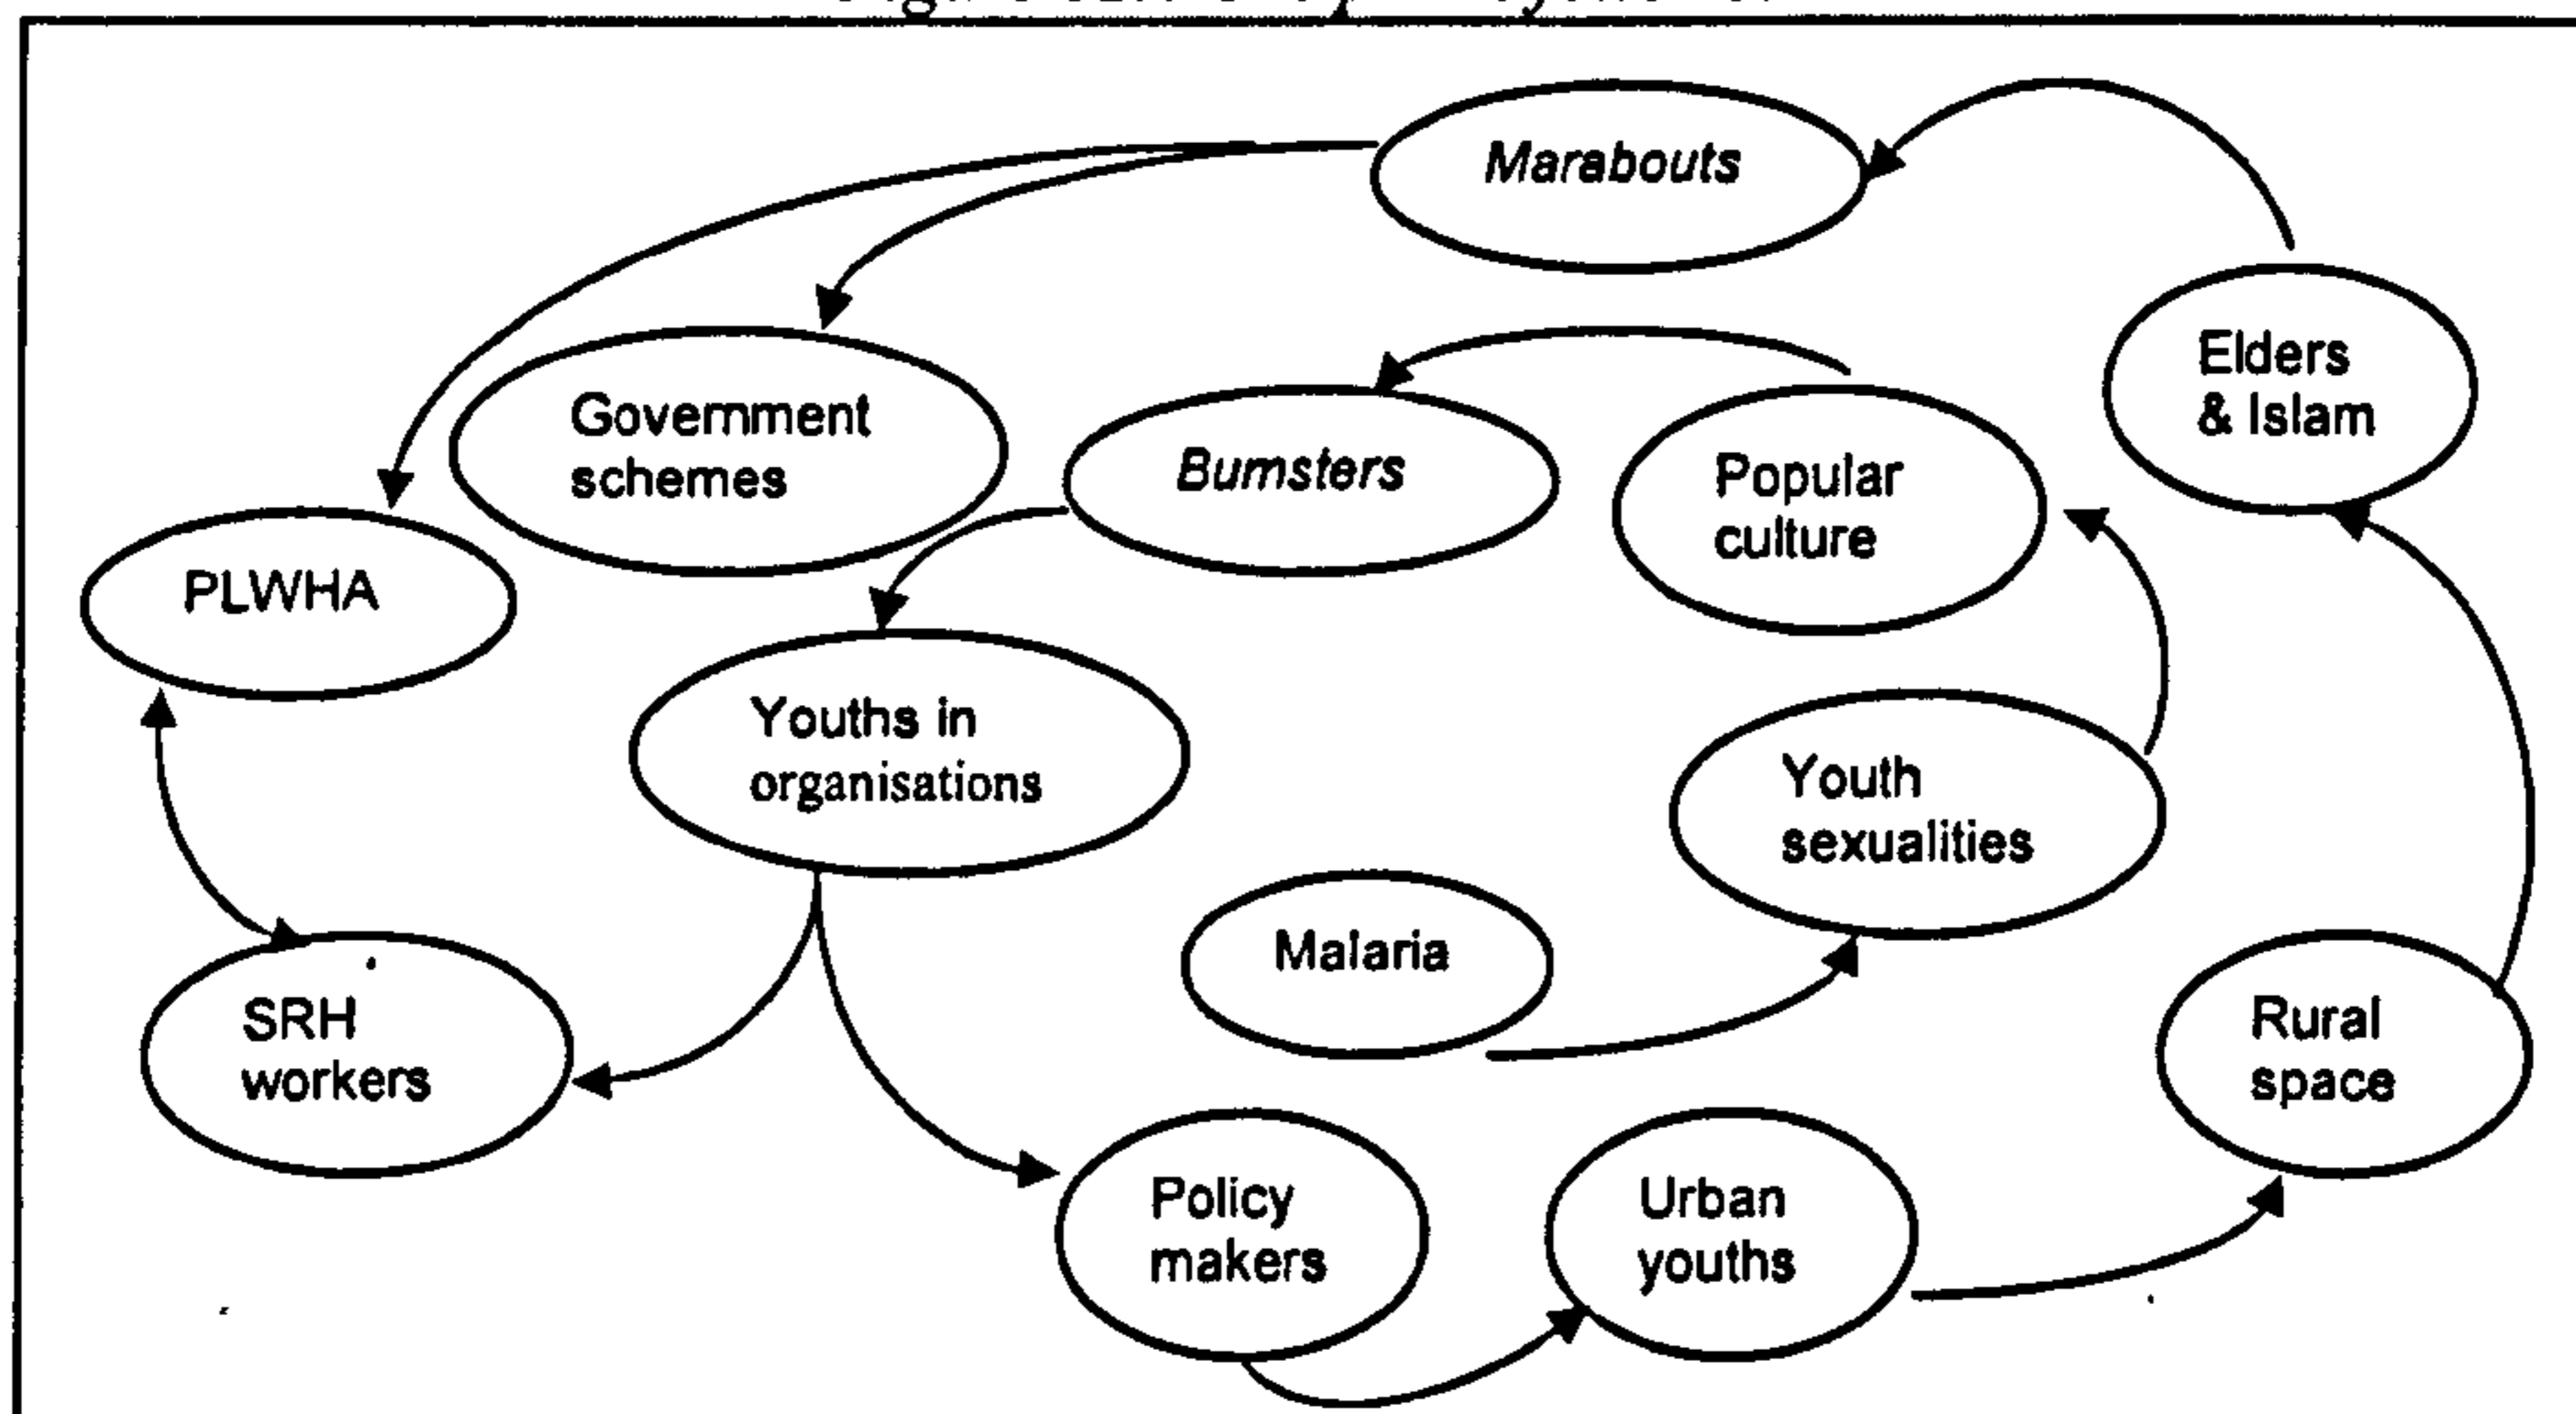 Marabouts
Elders
& Islam
Government
schemes
Bumsters
Popular
culture
PLWHA
Youths in
organisations
Youth
sexualities
Malaria
SRH
workers
Rural
space
Policy
makers
Urban
youths